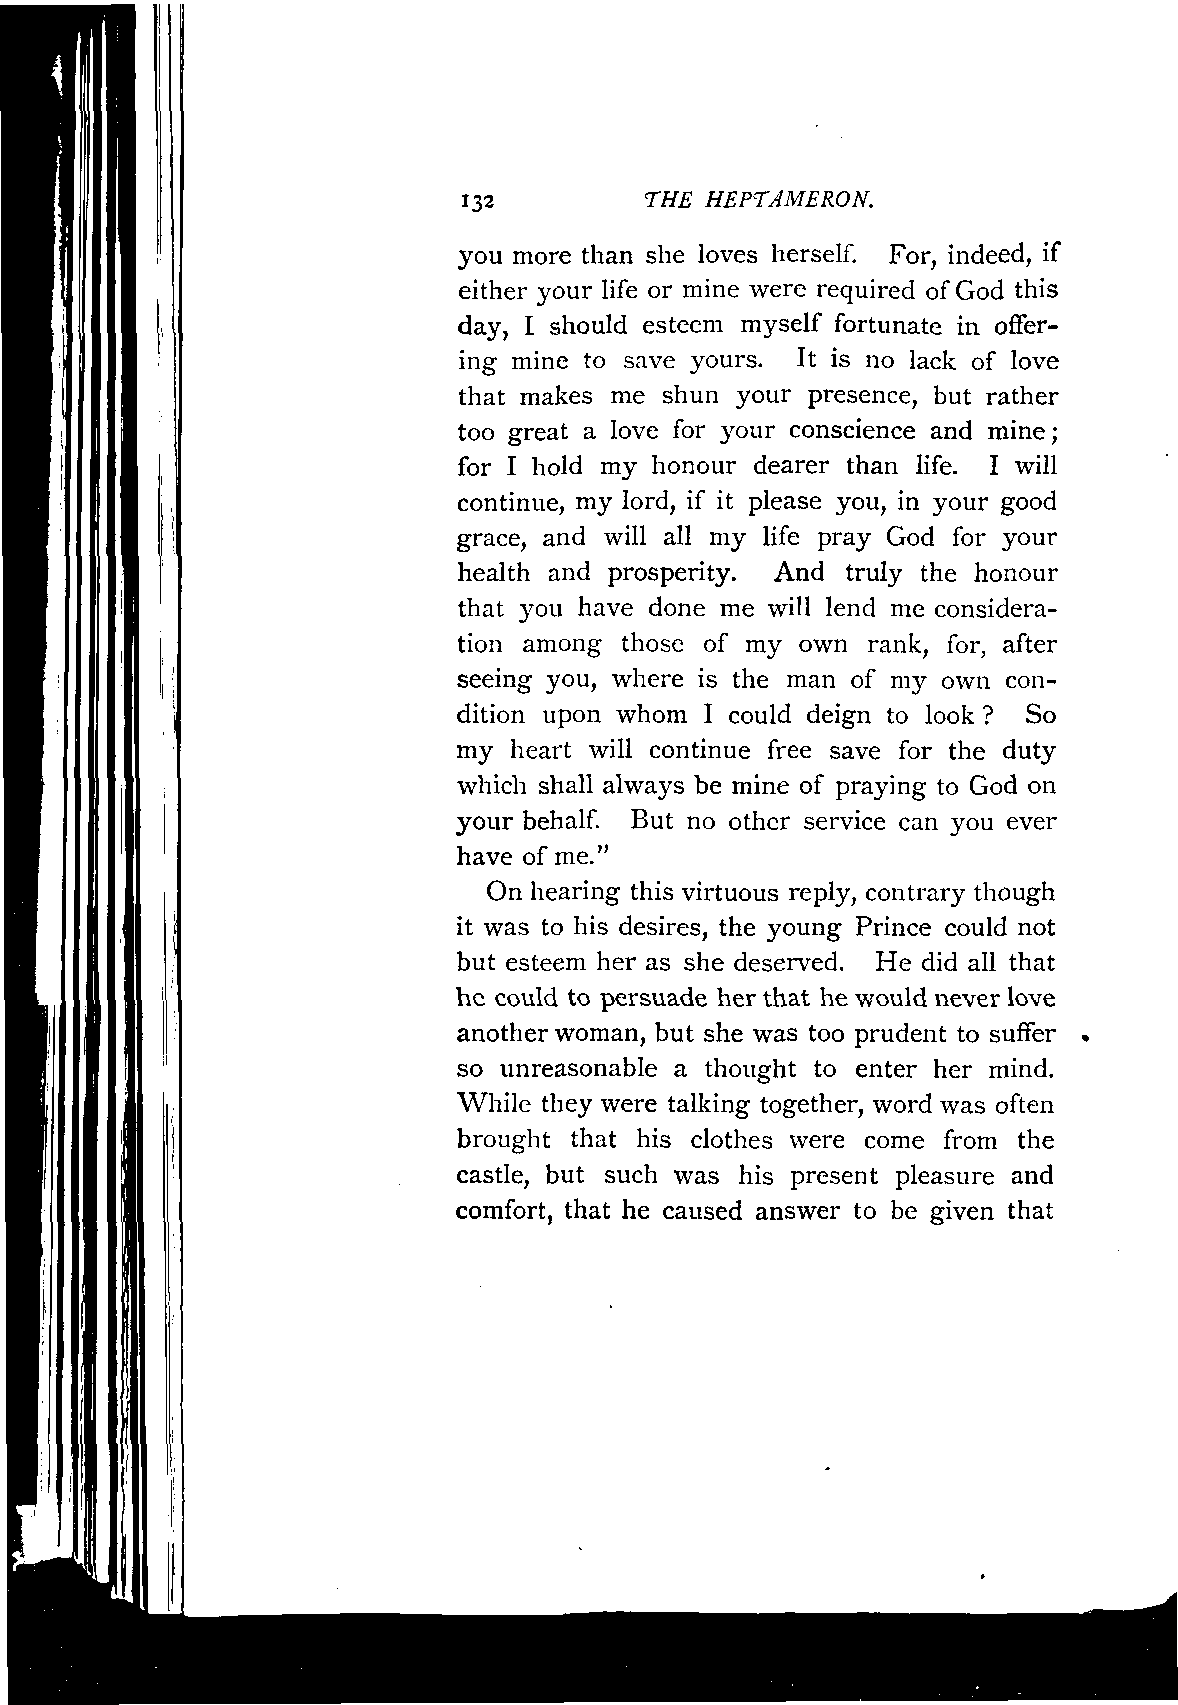 132 THE HEPTAMERON.
you more than she loves herself. For, indeed, if
either your life or mine were required of God this
day, I should esteem myself fortunate in offer-
ing mine to save yours. It is no lack of love
that makes me shun your presence, but rather
too great a love for your conscience and mine;
for I hold my honour dearer than life. I will
continue, my lord, if it please you, in your good
grace, and will all my life pray God for your
health and prosperity. And truly the honour
that you have done me will lend me considera-
tion among those of my own rank, for, after
seeing you, where is the man of my own con-
dition upon whom I could deign to look? So
my heart will continue free save for the duty
which shall always be mine of praying to God on
your behalf. But no other service can you ever
have of me."
On hearing this virtuous reply, contrary though
it was to his desires, the young Prince could not
but esteem her as she deserved. He did all that
he could to persuade her that he would never love
another woman, but she was too prudent to suffer
so unreasonable a thought to enter her mind.
While they were talking together, word was often
brought that his clothes were come from the
castle, but such was his present pleasure and
comfort, that he caused answer to be given that